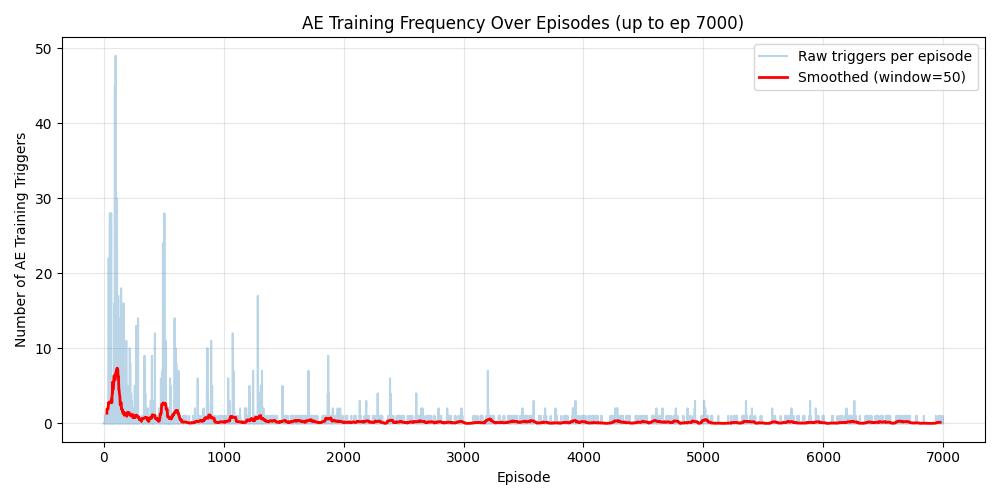 AE Training Frequency Over Episodes (up to ep 7000)
Raw triggers per episode
Smoothed (window=50)
Number of AE Training Triggers
50
40
30
20
10
0
0 1000 2000 3000 4000 5000 6000 7000
Episode